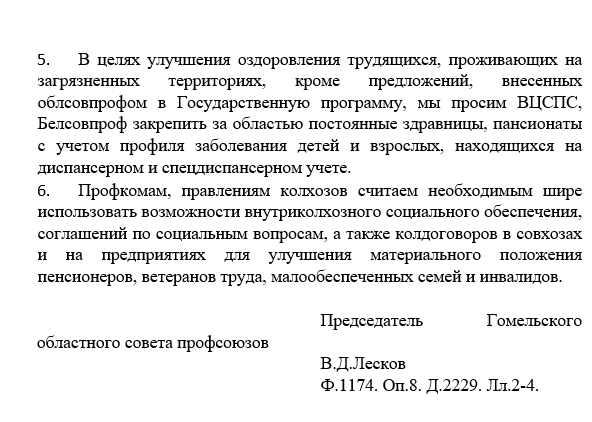 5. В целях улучшения оздоровления трудящихся, проживающих на
загрязненных территориях, кроме предложений, внесенных
облсовпрофом в Государственную программу, мы просим ВЦСПС,
Белсовпроф закрепить за областью постоянные здравницы, пансионаты
с учетом профиля заболевания детей и взрослых, находящихся на
диспансерном и спецдиспансерном учете.
6. Профкомам, правлениям колхозов считаем необходимым шире
использовать возможности внутриколхозного социального обеспечения,
соглашений по социальным вопросам, а также колдоговоров в совхозах
и на предприятиях для улучшения материального положения
пенсионеров, ветеранов труда, малообеспеченных семей и инвалидов.
Председатель Гомельского
областного совета профсоюзов
В.Д.Лесков
Ф.1174. Оп.8. Д.2229. Лл.2-4.